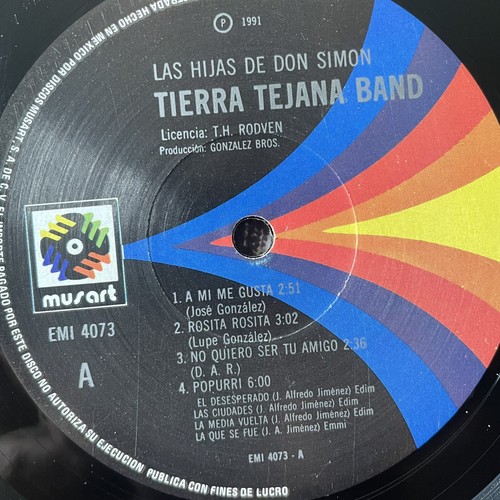 ℗ 1991
LAS HIJAS DE DON SIMON
TIERRA TEJANA BAND
Licencia: T.H. RODVEN
Producción: GONZALEZ BROS.
musart
EMI 4073
A
1. A MI ME GUSTA 2:51
(José González)
2. ROSITA ROSITA 3:02
(Lupe González)
3. NO QUIERO SER TU AMIGO 2:36
(D. A. R.)
4. POPURRI 6:00
EL DESESPERADO (J. Alfredo Jiménez) Edim
LAS CIUDADES (J. Alfredo Jiménez) Edim
LA MEDIA VUELTA (J. Alfredo Jiménez) Edim
LA QUE SE FUE (J. A. Jiménez) Emmi
EMI 4073 - A
HECHO EN MEXICO POR DISCOS MUSART, S. A. DE C. V. EL IMPORTE PAGADO POR ESTE DISCO NO AUTORIZA SU EJECUCION PUBLICA CON FINES DE LUCRO